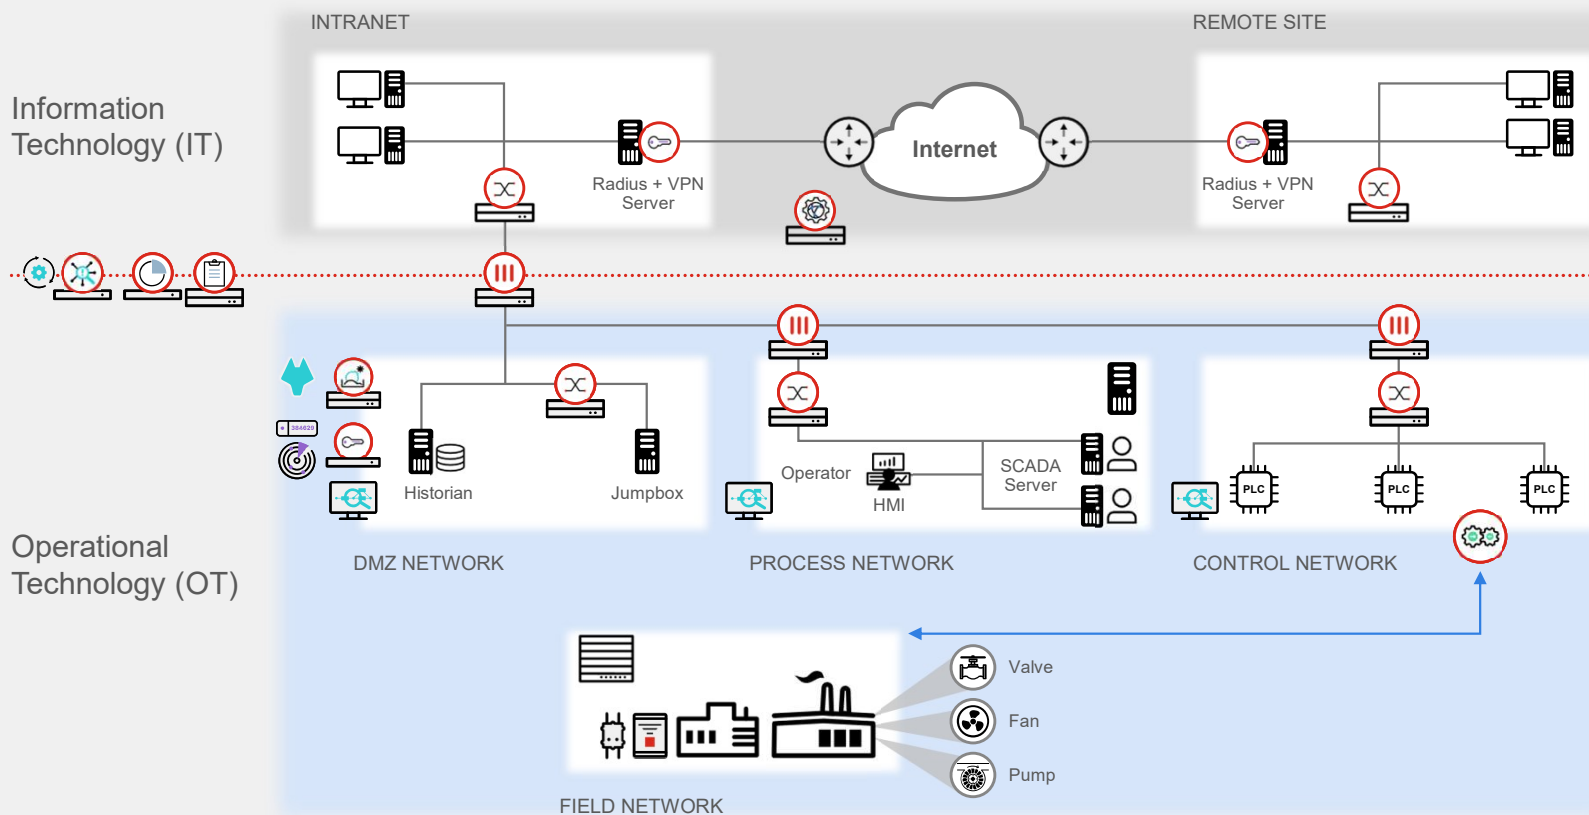 INTRANET
REMOTE SITE
Information
Technology (IT)
Internet
Radius + VPN
Server
Radius + VPN
Server
384629
Historian
Jumpbox
Operator
HMI
SCADA
Server
PLC
PLC
PLC
Operational
Technology (OT)
DMZ NETWORK
PROCESS NETWORK
CONTROL NETWORK
Valve
Fan
Pump
FIELD NETWORK